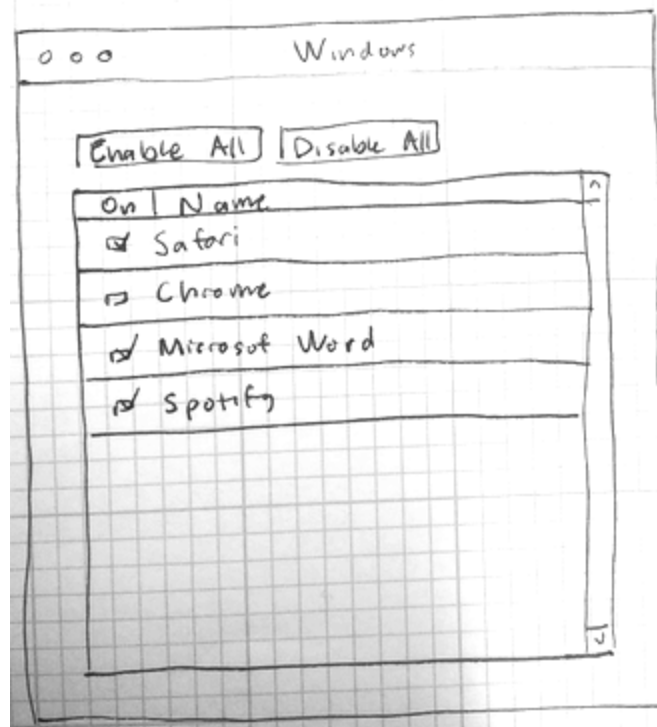 Windows
Enable All Disable All
On Name
Safari
Chrome
Microsof Word
Spotify